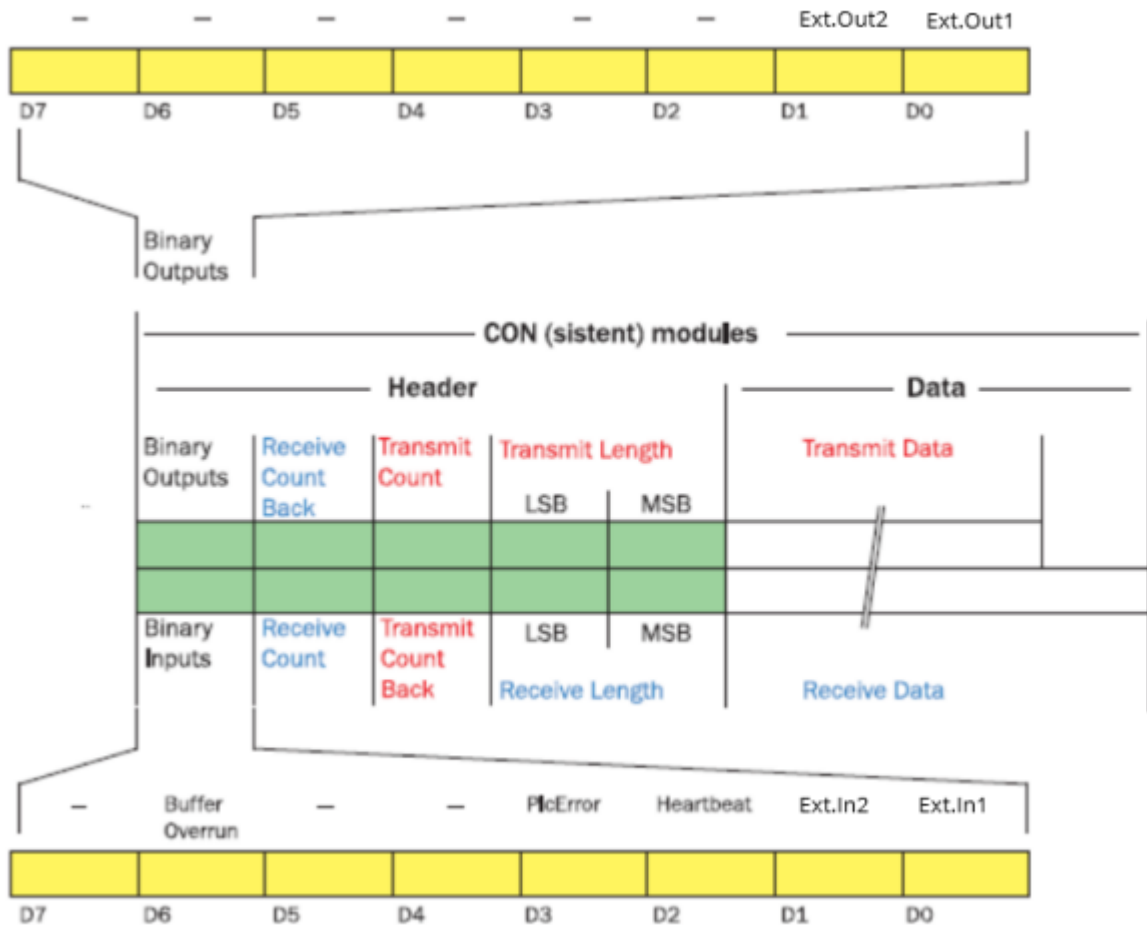 – – – – – – Ext.Out2 Ext.Out1
D7 D6 D5 D4 D3 D2 D1 D0
Binary
Outputs
CON (sistent) modules
Header Data
Binary Receive Transmit Transmit Length Transmit Data
Outputs Count Count
Back LSB MSB
Binary Receive Transmit LSB MSB
Inputs Count Count
Back Receive Length Receive Data
– Buffer – – PlcError Heartbeat Ext.In2 Ext.In1
Overrun
D7 D6 D5 D4 D3 D2 D1 D0